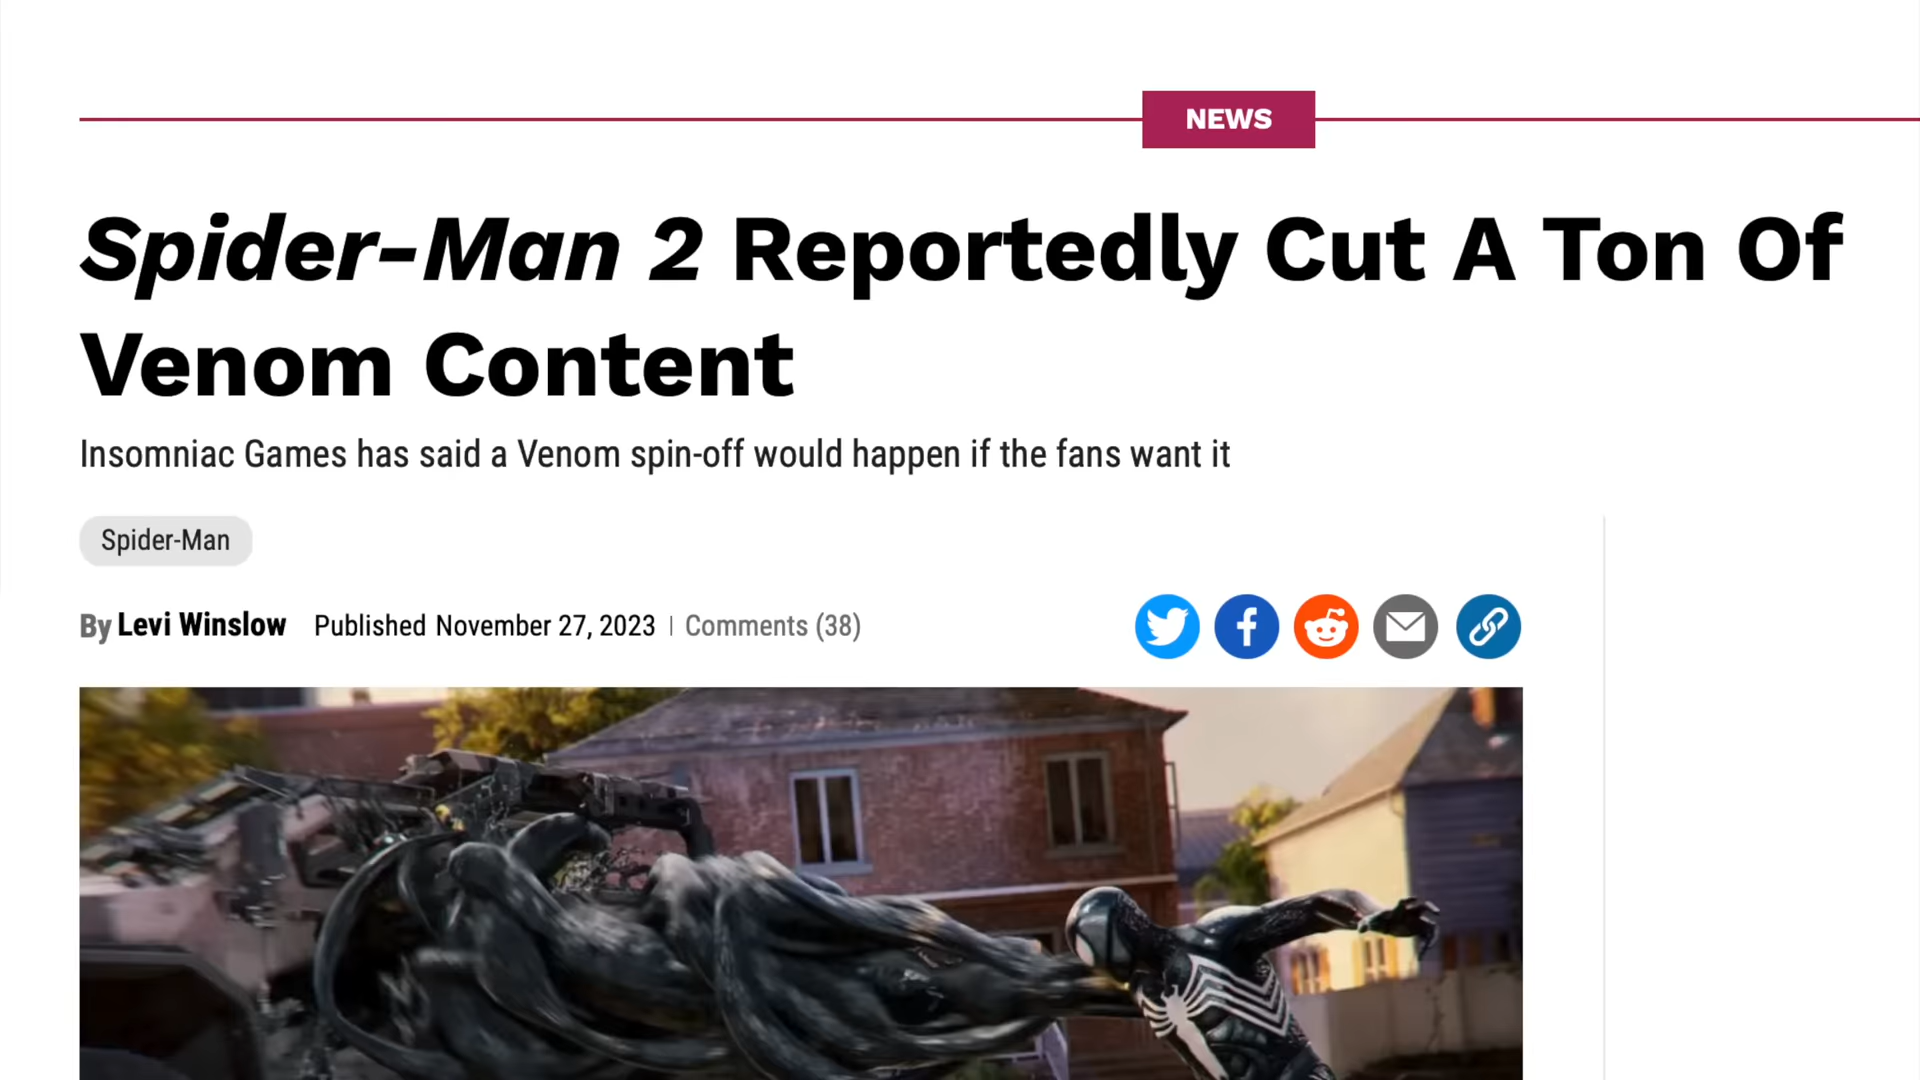 NEWS
Spider-Man 2 Reportedly Cut A Ton Of
Venom Content
Insomniac Games has said a Venom spin-off would happen if the fans want it
Spider-Man
By Levi Winslow Published November 27, 2023 | Comments (38)